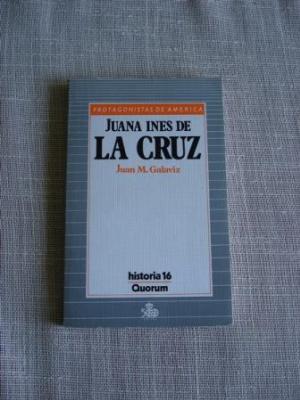 PROTAGONISTAS DE AMERICA
JUANA INES DE
LA CRUZ
Juan M. Galaviz
historia 16
Quorum